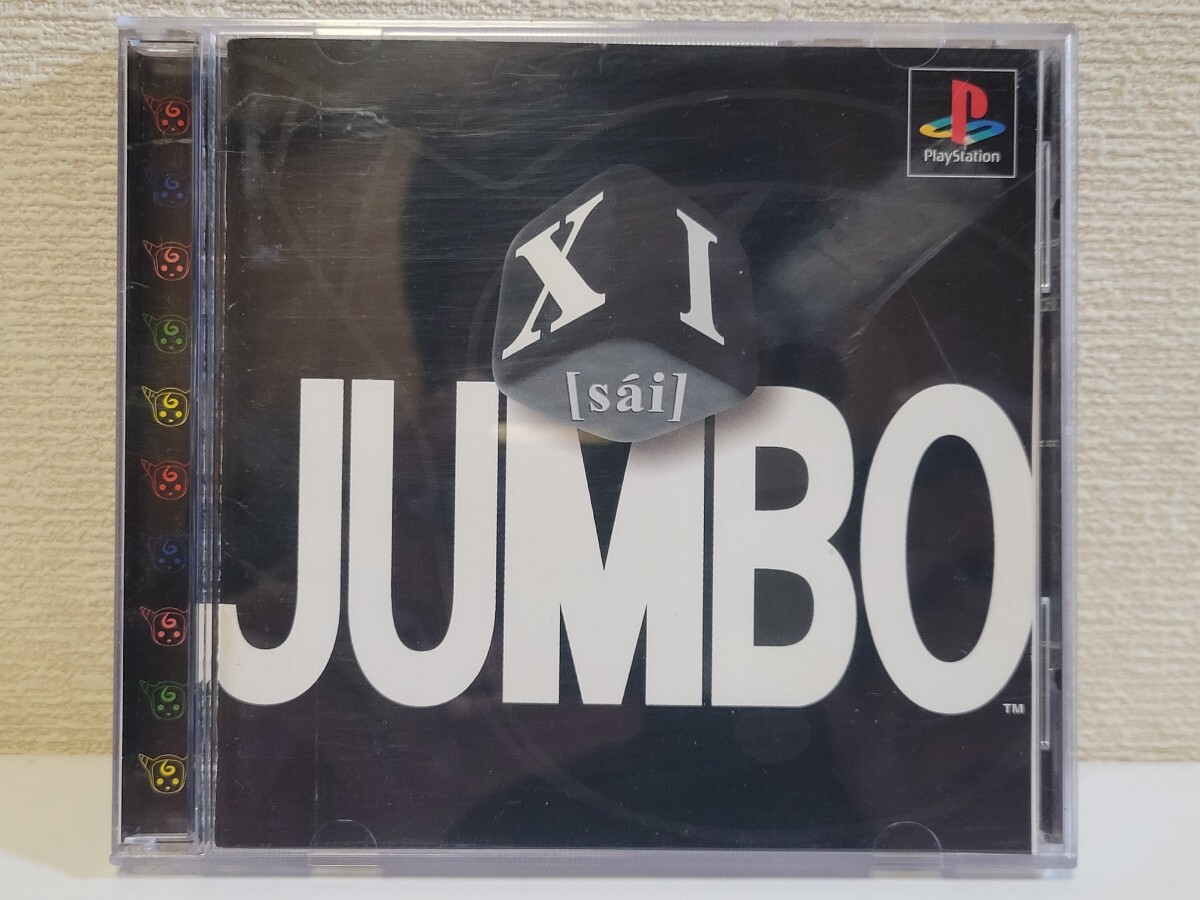 PlayStation
XI
[sái]
JUMBO
TM